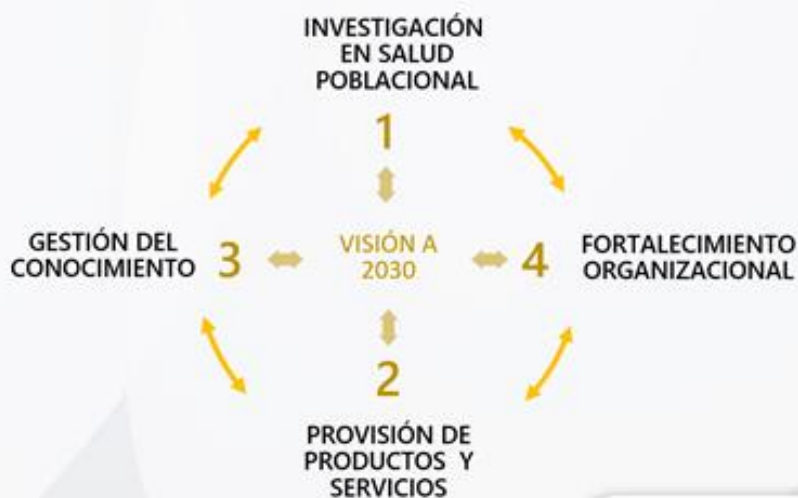 INVESTIGACIÓN
EN SALUD
POBLACIONAL
1
GESTIÓN DEL
CONOCIMIENTO
3
VISIÓN A
2030
4
FORTALECIMIENTO
ORGANIZACIONAL
2
PROVISIÓN DE
PRODUCTOS Y
SERVICIOS